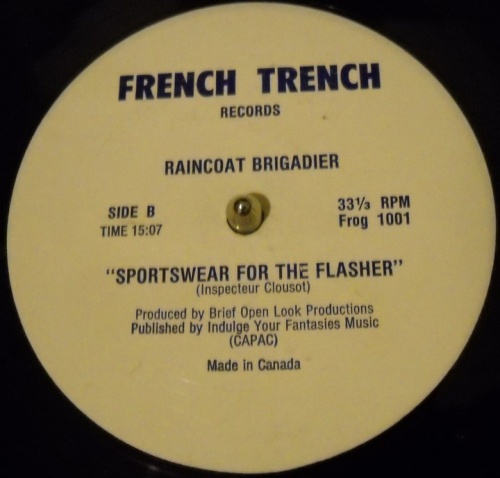 FRENCH TRENCH
RECORDS
RAINCOAT BRIGADIER
SIDE B
TIME 15:07
33⅓ RPM
Frog 1001
"SPORTSWEAR FOR THE FLASHER"
(Inspecteur Clousot)
Produced by Brief Open Look Productions
Published by Indulge Your Fantasies Music
(CAPAC)
Made in Canada